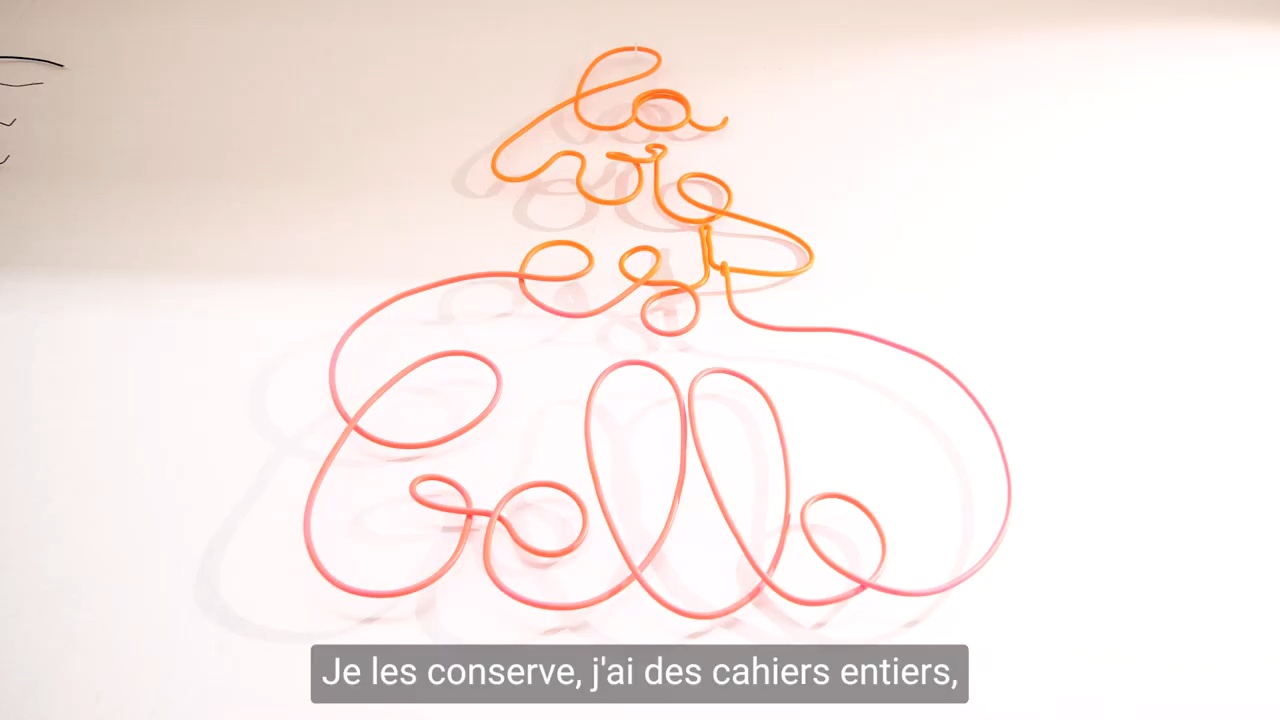 la
vie
est
belle
Je les conserve, j'ai des cahiers entiers,